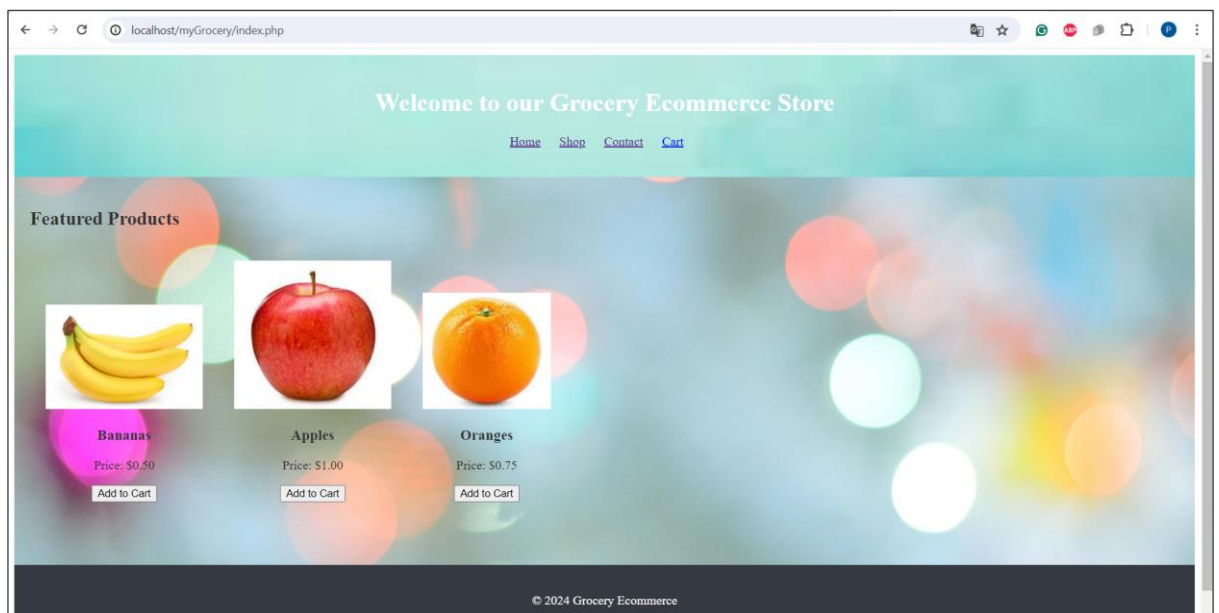 localhost/myGrocery/index.php
G
ABP
P
Welcome to our Grocery Ecommerce Store
Home Shop Contact Cart
Featured Products
Bananas Apples Oranges
Price: $0.50 Price: $1.00 Price: $0.75
Add to Cart Add to Cart Add to Cart
© 2024 Grocery Ecommerce